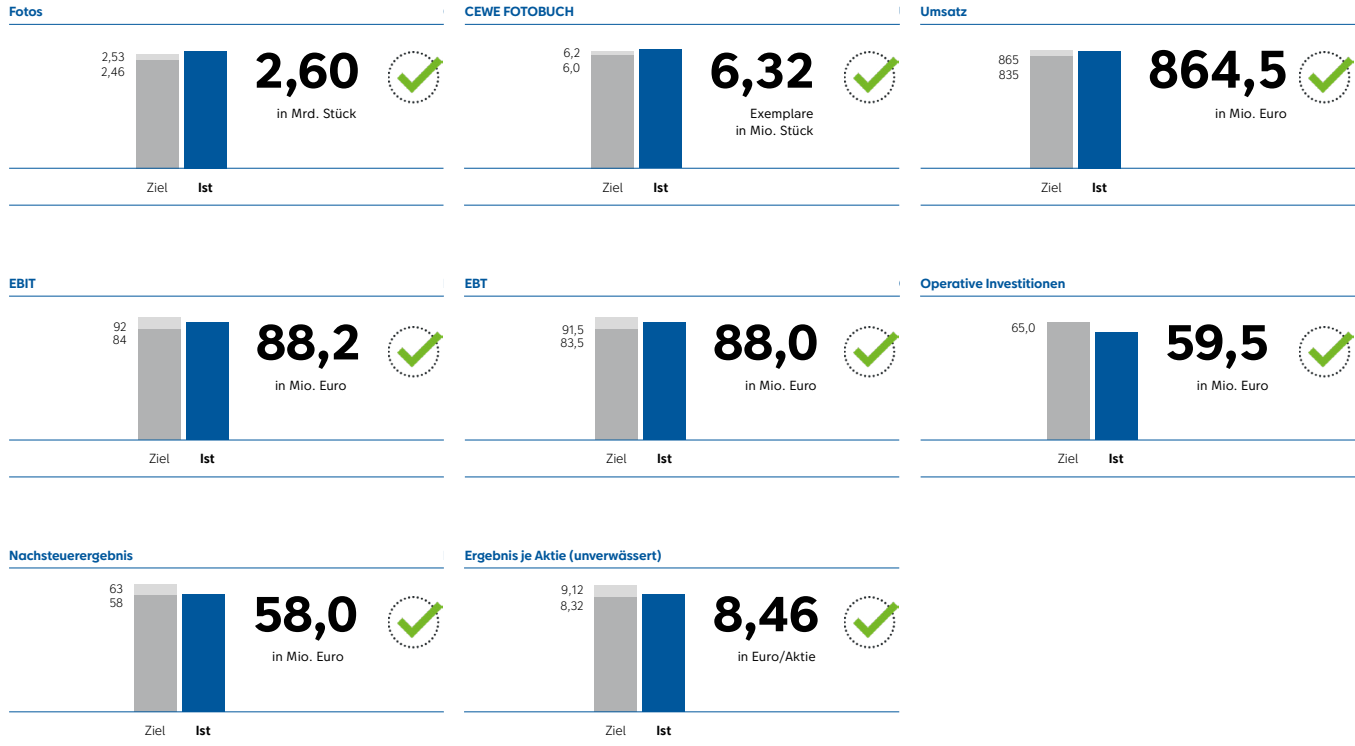 Fotos
2,53
2,46
2,60
in Mrd. Stück
Ziel Ist
CEWE FOTOBUCH
6,2
6,0
6,32
Exemplare
in Mio. Stück
Ziel Ist
Umsatz
865
835
864,5
in Mio. Euro
Ziel Ist
EBIT
92
84
88,2
in Mio. Euro
Ziel Ist
EBT
91,5
83,5
88,0
in Mio. Euro
Ziel Ist
Operative Investitionen
65,0
59,5
in Mio. Euro
Ziel Ist
Nachsteuerergebnis
63
58
58,0
in Mio. Euro
Ziel Ist
Ergebnis je Aktie (unverwässert)
9,12
8,32
8,46
in Euro/Aktie
Ziel Ist